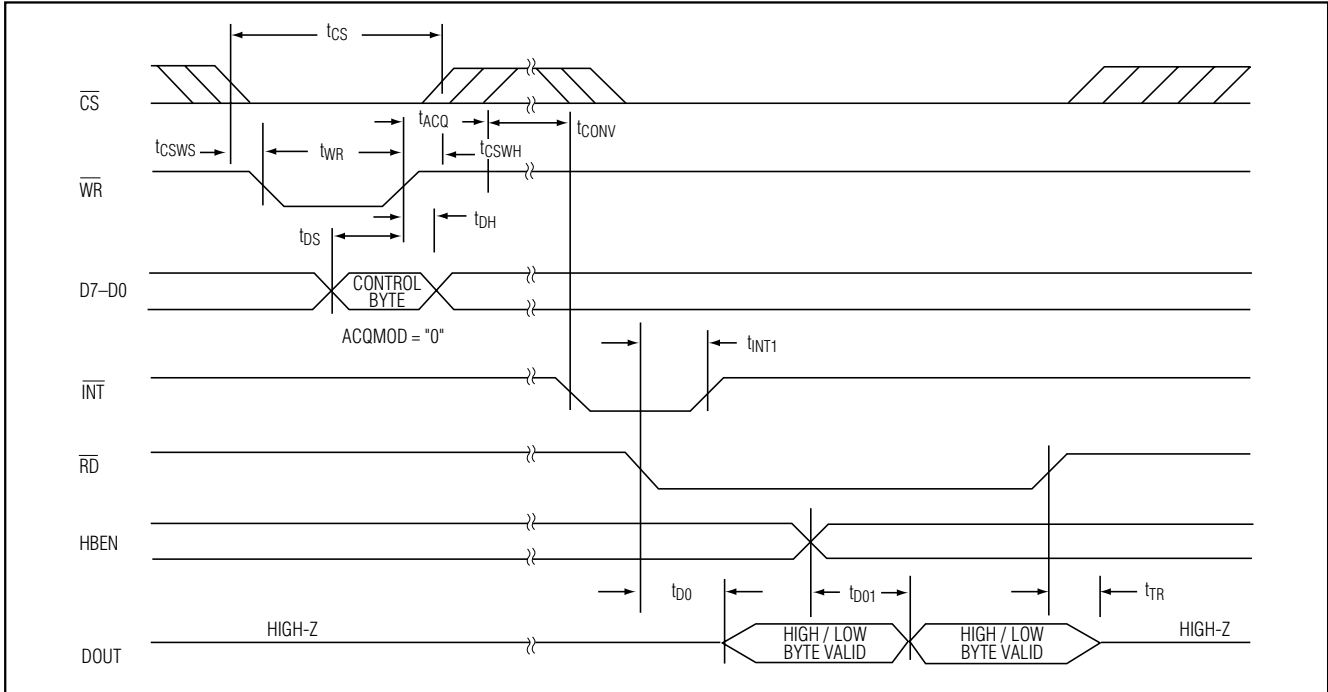 tCS
CS
tACQ
tCONV
tCSWS
tWR
tCSWH
WR
tDH
tDS
D7–D0
CONTROL
BYTE
ACQMOD = "0"
tINT1
INT
RD
HBEN
tD0
tD01
tTR
HIGH-Z
HIGH / LOW
BYTE VALID
HIGH / LOW
BYTE VALID
HIGH-Z
DOUT